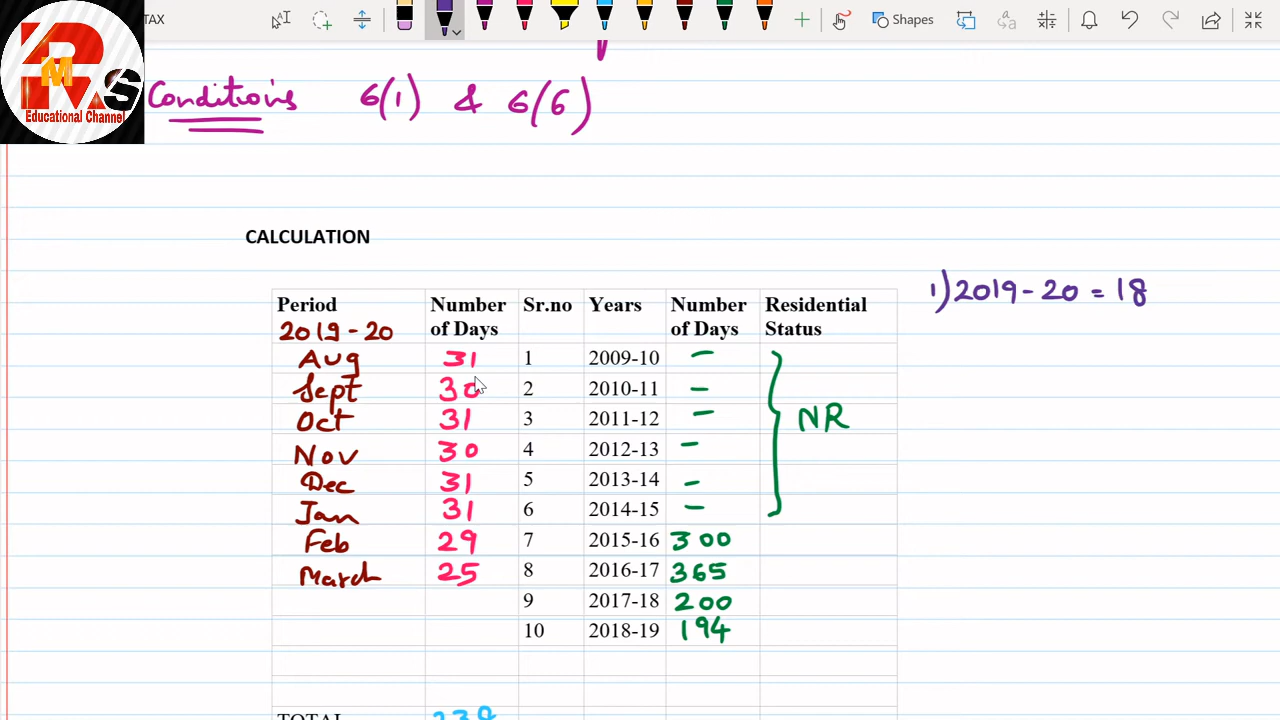 TAX
Shapes
R
M
S
Educational Channel
Conditions 6(1) & 6(6)
CALCULATION
1) 2019-20 = 18
Period Number of Days Sr.no Years Number of Days Residential Status
2019-20
Aug 31 1 2009-10 - NR
Sept 30 2 2010-11 -
Oct 31 3 2011-12 -
Nov 30 4 2012-13 -
Dec 31 5 2013-14 -
Jan 31 6 2014-15 -
Feb 29 7 2015-16 300
March 25 8 2016-17 365
9 2017-18 200
10 2018-19 194
TOTAL 238